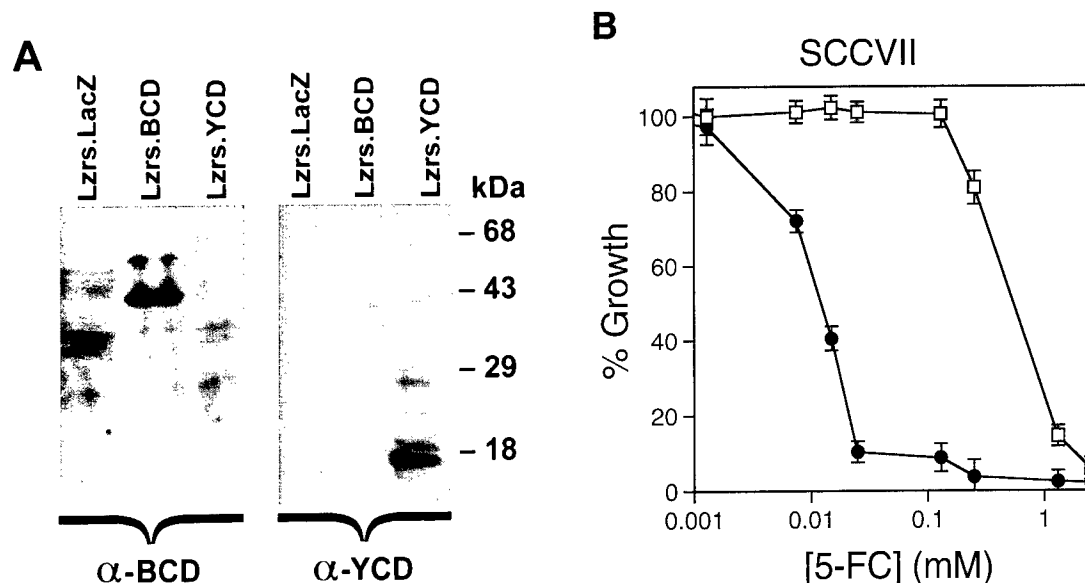 A
Lzrs.LacZ
Lzrs.BCD
Lzrs.YCD
Lzrs.LacZ
Lzrs.BCD
Lzrs.YCD
kDa
– 68
– 43
– 29
– 18
α-BCD
α-YCD
B
SCCVII
% Growth
100
80
60
40
20
0
0.001
0.01
0.1
1
[5-FC] (mM)